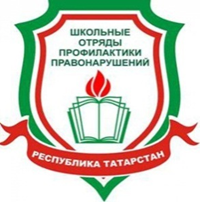 ШКОЛЬНЫЕ
ОТРЯДЫ
ПРОФИЛАКТИКИ
ПРАВОНАРУШЕНИЙ
РЕСПУБЛИКА ТАТАРСТАН